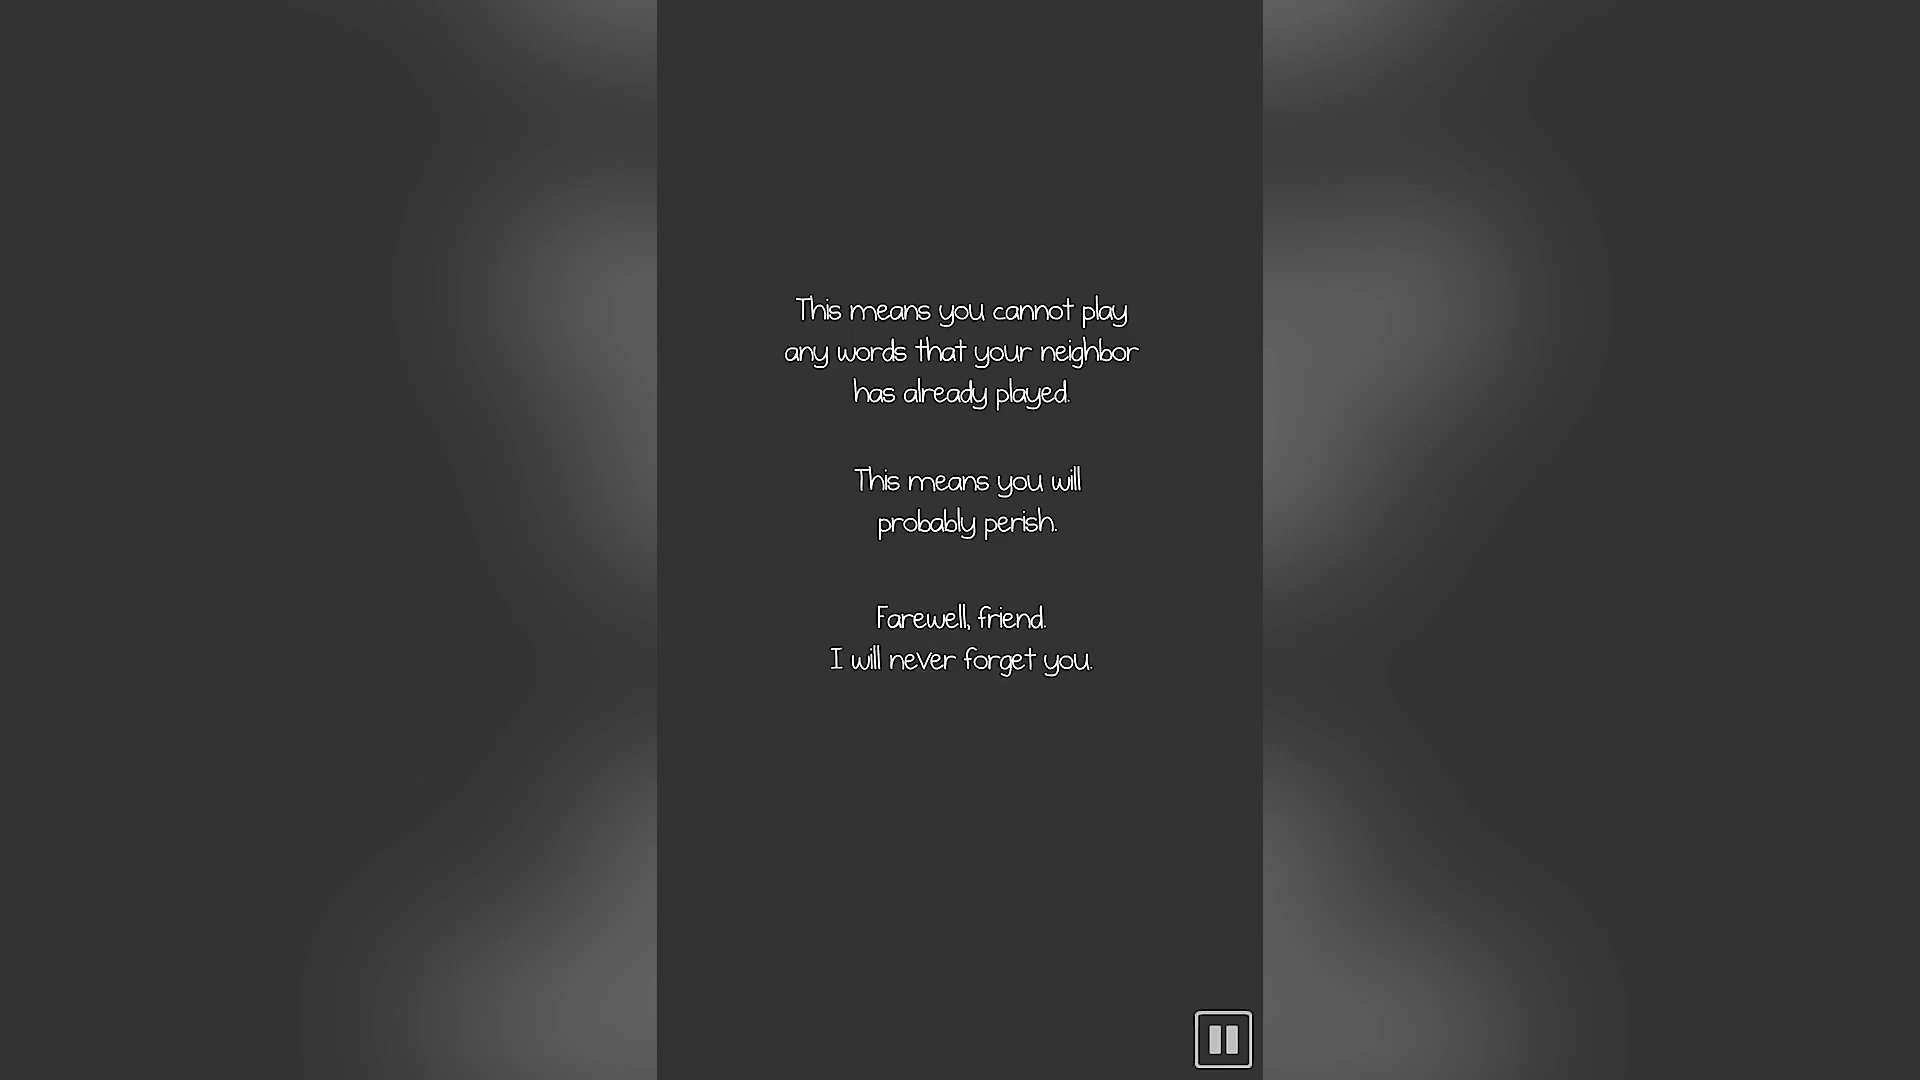 This means you cannot play
any words that your neighbor
has already played.
This means you will
probably perish.
Farewell, friend.
I will never forget you.